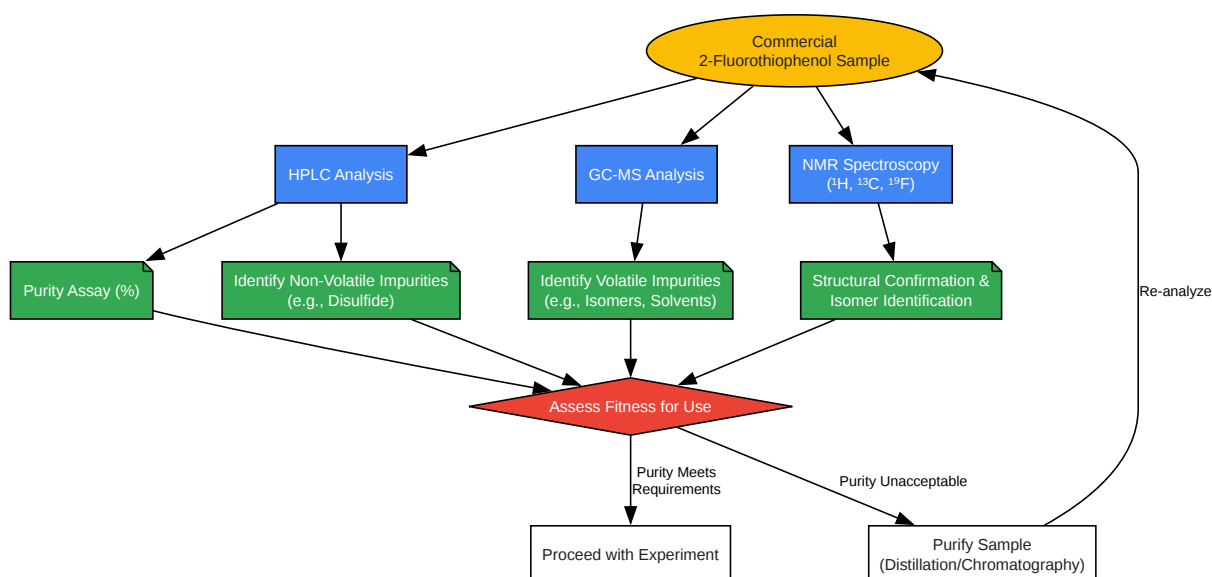 Commercial
2-Fluorothiophenol Sample
HPLC Analysis
GC-MS Analysis
NMR Spectroscopy
(¹H, ¹³C, ¹⁹F)
Purity Assay (%)
Identify Non-Volatile Impurities
(e.g., Disulfide)
Identify Volatile Impurities
(e.g., Isomers, Solvents)
Structural Confirmation &
Isomer Identification
Re-analyze
Assess Fitness for Use
Purity Meets
Requirements
Purity Unacceptable
Proceed with Experiment
Purify Sample
(Distillation/Chromatography)